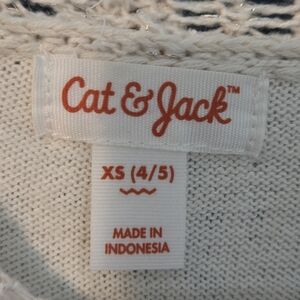 Cat & Jack™
XS (4/5)
MADE IN
INDONESIA